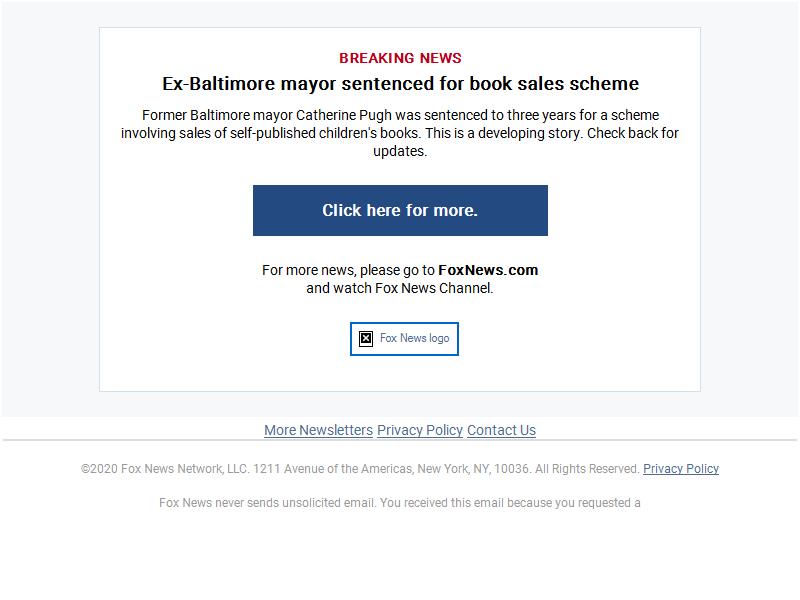 BREAKING NEWS
Ex-Baltimore mayor sentenced for book sales scheme
Former Baltimore mayor Catherine Pugh was sentenced to three years for a scheme
involving sales of self-published children's books. This is a developing story. Check back for
updates.
Click here for more.
For more news, please go to FoxNews.com
and watch Fox News Channel.
Fox News logo
More Newsletters Privacy Policy Contact Us
©2020 Fox News Network, LLC. 1211 Avenue of the Americas, New York, NY, 10036. All Rights Reserved. Privacy Policy
Fox News never sends unsolicited email. You received this email because you requested a